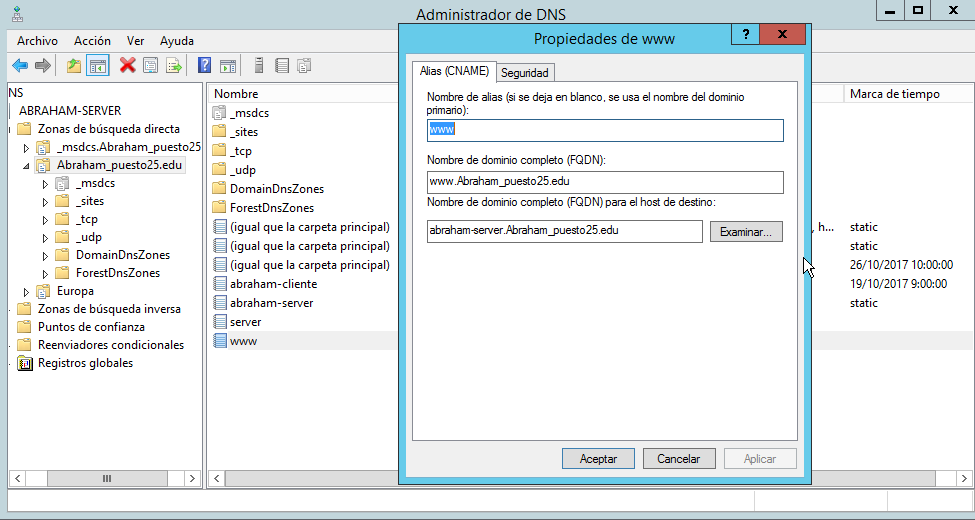 Administrador de DNS
Archivo Acción Ver Ayuda
NS
ABRAHAM-SERVER
Zonas de búsqueda directa
_msdcs.Abraham_puesto25
Abraham_puesto25.edu
_msdcs
_sites
_tcp
_udp
DomainDnsZones
ForestDnsZones
Europa
Zonas de búsqueda inversa
Puntos de confianza
Reenviadores condicionales
Registros globales
Nombre
_msdcs
_sites
_tcp
_udp
DomainDnsZones
ForestDnsZones
(igual que la carpeta principal)
(igual que la carpeta principal)
(igual que la carpeta principal)
abraham-cliente
abraham-server
server
www
Propiedades de www
? x
Alias (CNAME) Seguridad
Nombre de alias (si se deja en blanco, se usa el nombre del dominio
primario):
www
Nombre de dominio completo (FQDN):
www.Abraham_puesto25.edu
Nombre de dominio completo (FQDN) para el host de destino:
abraham-server.Abraham_puesto25.edu Examinar...
Aceptar Cancelar Aplicar
Marca de tiempo
, h... static
static
26/10/2017 10:00:00
19/10/2017 9:00:00
static